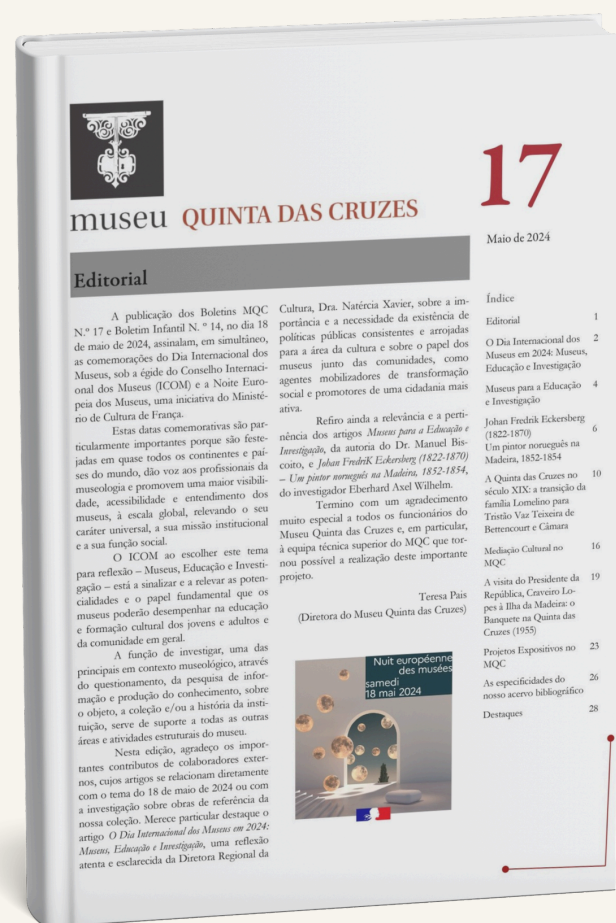 museu QUINTA DAS CRUZES
17
Maio de 2024
Editorial
A publicação dos Boletins MQC
N.º 17 e Boletim Infantil N. º 14, no dia 18
de maio de 2024, assinalam, em simultâneo,
as comemorações do Dia Internacional dos
Museus, sob a égide do Conselho Internaci-
onal dos Museus (ICOM) e a Noite Euro-
peia dos Museus, uma iniciativa do Ministé-
rio de Cultura de França.
Estas datas comemorativas são par-
ticularmente importantes porque são feste-
jadas em quase todos os continentes e paí-
ses do mundo, dão voz aos profissionais da
museologia e promovem uma maior visibili-
dade, acessibilidade e entendimento dos
museus, à escala global, relevando o seu
caráter universal, a sua missão institucional
e a sua função social.
O ICOM ao escolher este tema
para reflexão – Museus, Educação e Investi-
gação – está a sinalizar e a relevar as poten-
cialidades e o papel fundamental que os
museus poderão desempenhar na educação
e formação cultural dos jovens e adultos e
da comunidade em geral.
A função de investigar, uma das
principais em contexto museológico, através
do questionamento, da pesquisa de infor-
mação e produção do conhecimento, sobre
o objeto, a coleção e/ou a história da insti-
tuição, serve de suporte a todas as outras
áreas e atividades estruturais do museu.
Nesta edição, agradeço os impor-
tantes contributos de colaboradores exter-
nos, cujos artigos se relacionam diretamente
com o tema do 18 de maio de 2024 ou com
a investigação sobre obras de referência da
nossa coleção. Merece particular destaque o
artigo O Dia Internacional dos Museus em 2024:
Museus, Educação e Investigação, uma reflexão
atenta e esclarecida da Diretora Regional da
Cultura, Dra. Natércia Xavier, sobre a im-
portância e a necessidade da existência de
políticas públicas consistentes e arrojadas
para a área da cultura e sobre o papel dos
museus junto das comunidades, como
agentes mobilizadores de transformação
social e promotores de uma cidadania mais
ativa.
Refiro ainda a relevância e a perti-
nência dos artigos Museus para a Educação e
Investigação, da autoria do Dr. Manuel Bis-
coito, e Johan FredriK Eckersberg (1822-1870)
– Um pintor norueguês na Madeira, 1852-1854,
do investigador Eberhard Axel Wilhelm.
Termino com um agradecimento
muito especial a todos os funcionários do
Museu Quinta das Cruzes e, em particular,
à equipa técnica superior do MQC que tor-
nou possível a realização deste importante
projeto.
Teresa Pais
(Diretora do Museu Quinta das Cruzes)
Nuit européenne
des musées
samedi
18 mai 2024
Índice
Editorial 1
O Dia Internacional dos 2
Museus em 2024: Museus,
Educação e Investigação
Museus para a Educação 4
e Investigação
Johan Fredrik Eckersberg
(1822-1870) 6
Um pintor norueguês na
Madeira, 1852-1854
A Quinta das Cruzes no 10
século XIX: a transição da
família Lomelino para
Tristão Vaz Teixeira de
Bettencourt e Câmara
Mediação Cultural no 16
MQC
A visita do Presidente da 19
República, Craveiro Lo-
pes à Ilha da Madeira: o
Banquete na Quinta das
Cruzes (1955)
Projetos Expositivos no 23
MQC
As especificidades do 26
nosso acervo bibliográfico
Destaques 28